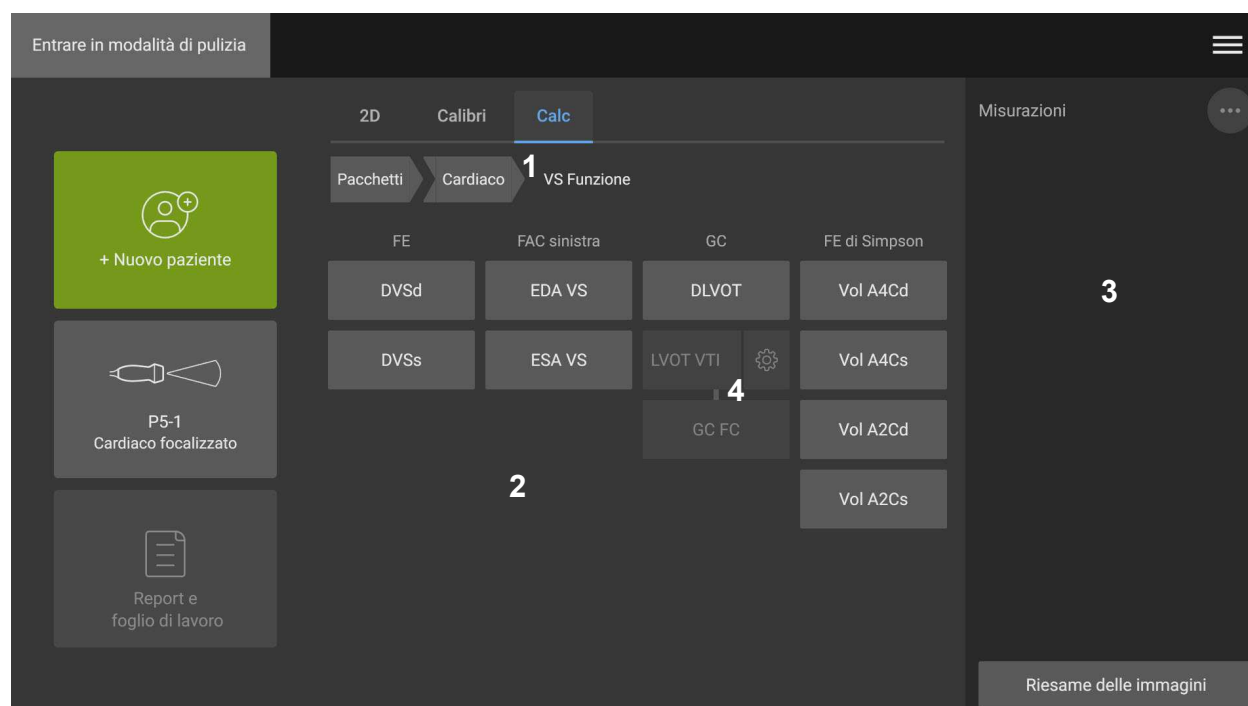 Entrare in modalità di pulizia
2D Calibri Calc
Misurazioni
Pacchetti Cardiaco 1 VS Funzione
+ Nuovo paziente
FE FAC sinistra GC FE di Simpson
DVSd EDA VS DLVOT Vol A4Cd
3
DVSs ESA VS LVOT VTI Vol A4Cs
4
P5-1
Cardiaco focalizzato
GC FC Vol A2Cd
2
Vol A2Cs
Report e
foglio di lavoro
Riesame delle immagini